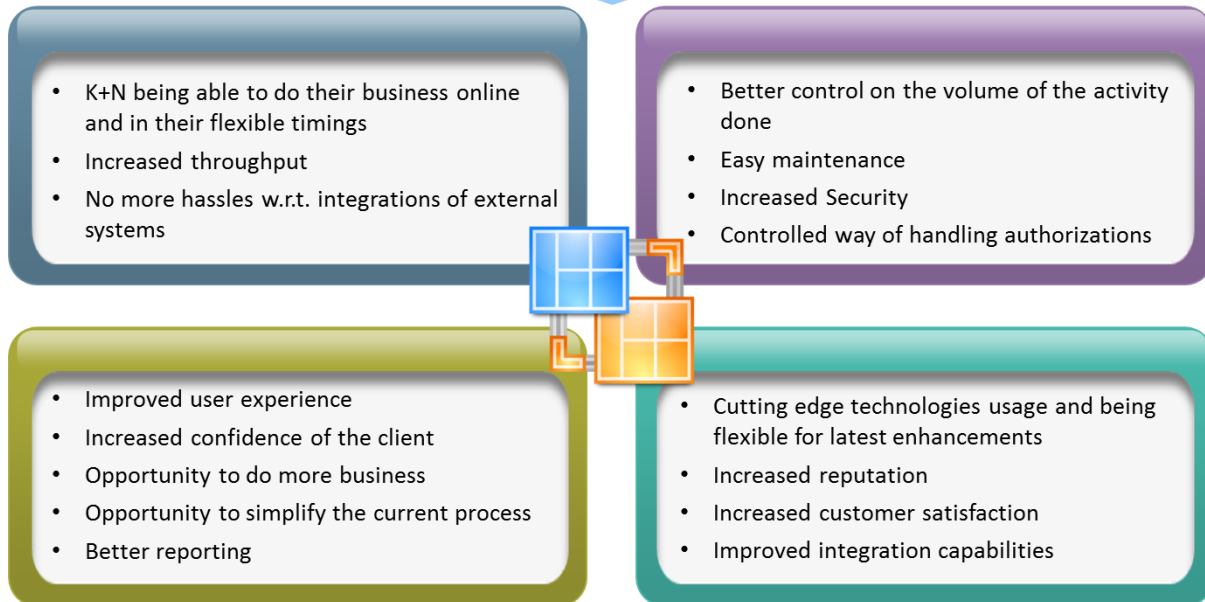 • K+N being able to do their business online
and in their flexible timings
• Increased throughput
• No more hassles w.r.t. integrations of external
systems
• Better control on the volume of the activity
done
• Easy maintenance
• Increased Security
• Controlled way of handling authorizations
• Improved user experience
• Increased confidence of the client
• Opportunity to do more business
• Opportunity to simplify the current process
• Better reporting
• Cutting edge technologies usage and being
flexible for latest enhancements
• Increased reputation
• Increased customer satisfaction
• Improved integration capabilities